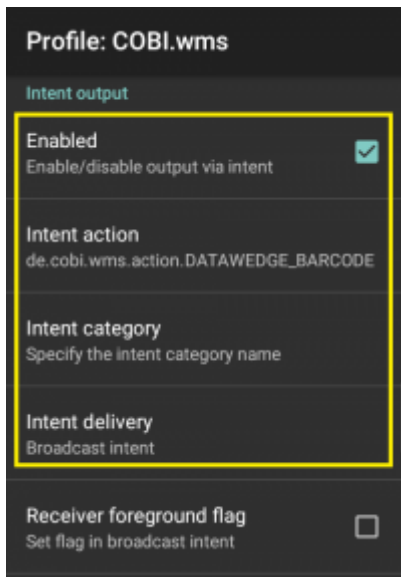 Profile: COBI.wms
Intent output
Enabled
Enable/disable output via intent
Intent action
de.cobi.wms.action.DATAWEDGE_BARCODE
Intent category
Specify the intent category name
Intent delivery
Broadcast intent
Receiver foreground flag
Set flag in broadcast intent